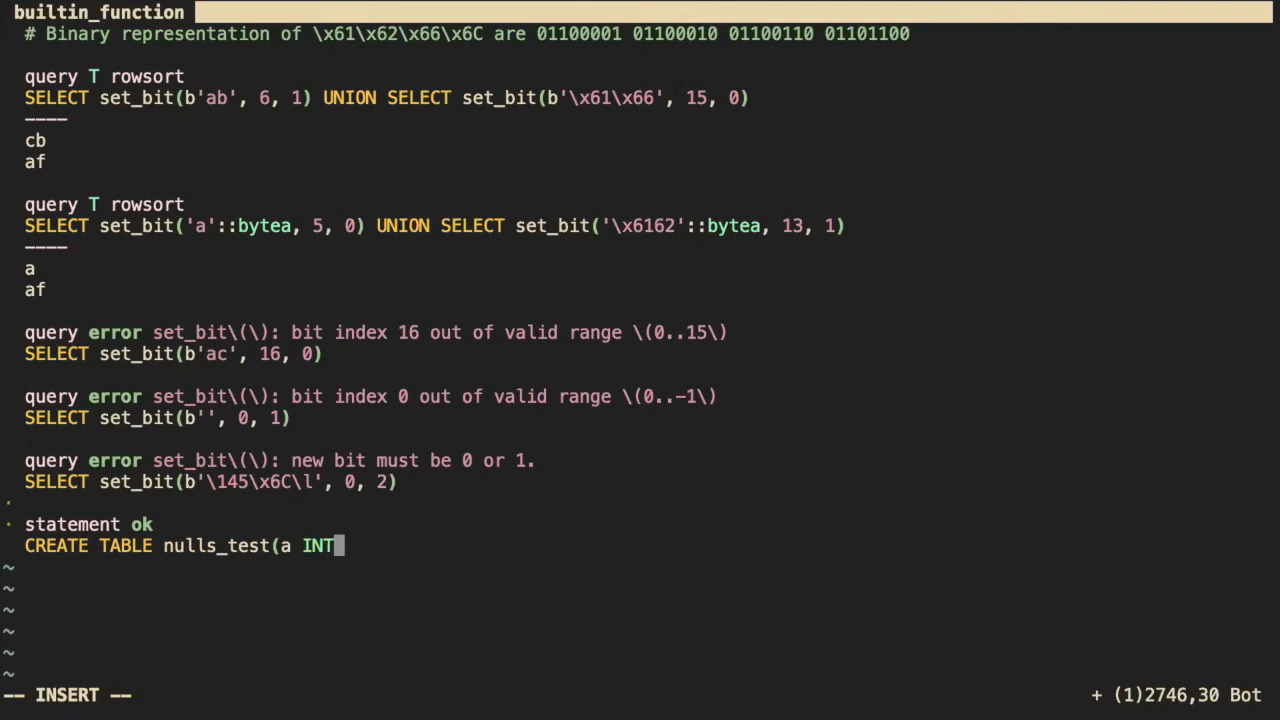 builtin_function
# Binary representation of \x61\x62\x66\x6C are 01100001 01100010 01100110 01101100
query T rowsort
SELECT set_bit(b'ab', 6, 1) UNION SELECT set_bit(b'\x61\x66', 15, 0)
----
cb
af
query T rowsort
SELECT set_bit('a'::bytea, 5, 0) UNION SELECT set_bit('\x6162'::bytea, 13, 1)
----
a
af
query error set_bit\(\): bit index 16 out of valid range \(0..15\)
SELECT set_bit(b'ac', 16, 0)
query error set_bit\(\): bit index 0 out of valid range \(0..-1\)
SELECT set_bit(b'', 0, 1)
query error set_bit\(\): new bit must be 0 or 1.
SELECT set_bit(b'\145\x6C\l', 0, 2)
statement ok
CREATE TABLE nulls_test(a INT
~
~
~
~
~
~
-- INSERT -- + (1)2746,30 Bot